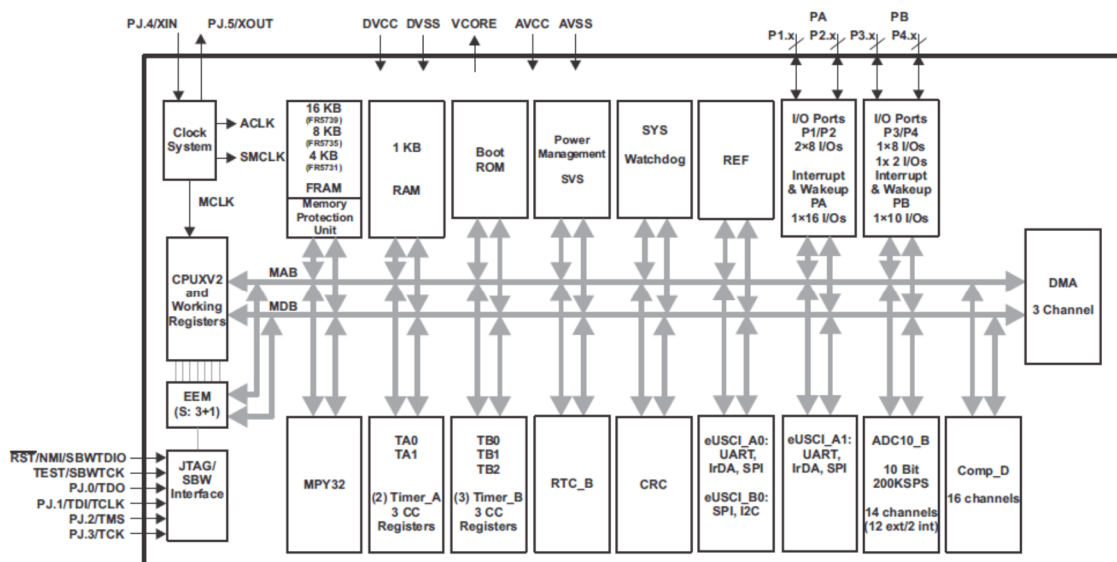 PJ.4/XIN
PJ.5/XOUT
DVCC
DVSS
VCORE
AVCC
AVSS
PA
P1.x
P2.x
PB
P3.x
P4.x
Clock
System
ACLK
SMCLK
MCLK
16 KB
(FR5739)
8 KB
(FR5735)
4 KB
(FR5731)
FRAM
Memory
Protection
Unit
1 KB
RAM
Boot
ROM
Power
Management
SVS
SYS
Watchdog
REF
I/O Ports
P1/P2
2×8 I/Os
Interrupt
& Wakeup
PA
1×16 I/Os
I/O Ports
P3/P4
1×8 I/Os
1x 2 I/Os
Interrupt
& Wakeup
PB
1×10 I/Os
CPUXV2
and
Working
Registers
MAB
MDB
DMA
3 Channel
EEM
(S: 3+1)
RST/NMI/SBWTDIO
TEST/SBWTCK
PJ.0/TDO
PJ.1/TDI/TCLK
PJ.2/TMS
PJ.3/TCK
JTAG/
SBW
Interface
MPY32
TA0
TA1
(2) Timer_A
3 CC
Registers
TB0
TB1
TB2
(3) Timer_B
3 CC
Registers
RTC_B
CRC
eUSCI_A0:
UART,
IrDA, SPI
eUSCI_B0:
SPI, I2C
eUSCI_A1:
UART,
IrDA, SPI
ADC10_B
10 Bit
200KSPS
14 channels
(12 ext/2 int)
Comp_D
16 channels